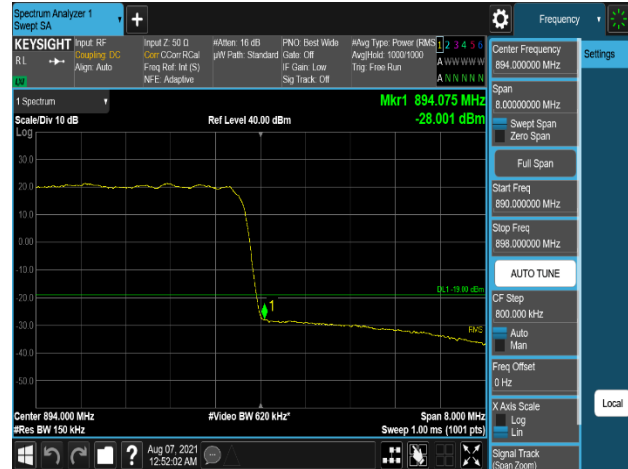 Spectrum Analyzer 1
Swept SA
Frequency
KEYSIGHT
RL
LM
Input: RF
Coupling: DC
Align: Auto
Input Z: 50 Ω
Corr CCorr RCal
Freq Ref: Int (S)
NFE: Adaptive
#Atten: 16 dB
µW Path: Standard
PNO: Best Wide
Gate: Off
IF Gain: Low
Sig Track: Off
#Avg Type: Power (RMS
Avg|Hold: 1000/1000
Trig: Free Run
1 2 3 4 5 6
A W W W W W
A N N N N N
1 Spectrum
Scale/Div 10 dB
Log
Ref Level 40.00 dBm
Mkr1 894.075 MHz
-28.001 dBm
30.0
20.0
10.0
0.00
-10.0
-20.0
-30.0
-40.0
-50.0
DL1 -19.00 dBm
1
RMS
Center 894.000 MHz
#Res BW 150 kHz
#Video BW 620 kHz*
Span 8.000 MHz
Sweep 1.00 ms (1001 pts)
Aug 07, 2021
12:52:02 AM
?
Center Frequency
894.000000 MHz
Span
8.00000000 MHz
Swept Span
Zero Span
Full Span
Start Freq
890.000000 MHz
Stop Freq
898.000000 MHz
AUTO TUNE
CF Step
800.000 kHz
Auto
Man
Freq Offset
0 Hz
X Axis Scale
Log
Lin
Signal Track
(Span Zoom)
Settings
Local